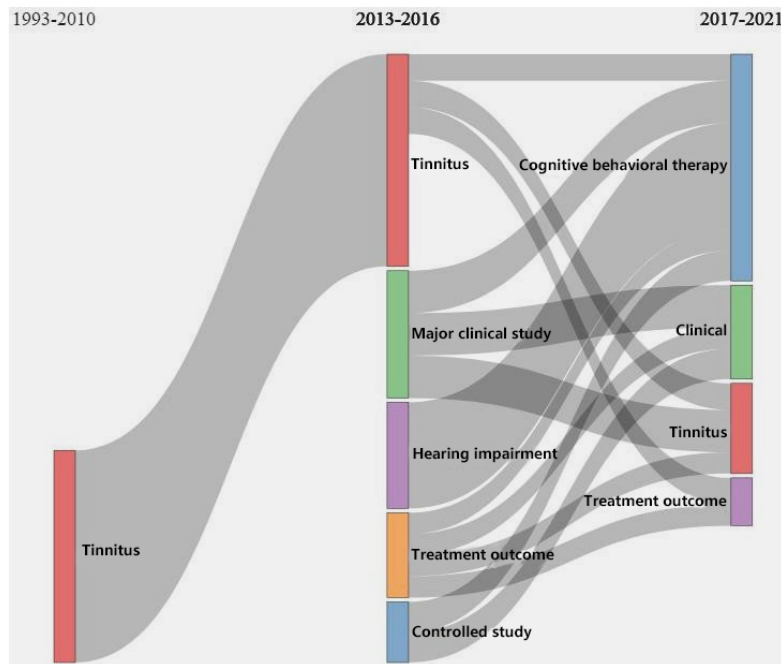 1993-2010
2013-2016
2017-2021
Tinnitus
Cognitive behavioral therapy
Major clinical study
Clinical
Hearing impairment
Tinnitus
Treatment outcome
Tinnitus
Treatment outcome
Controlled study